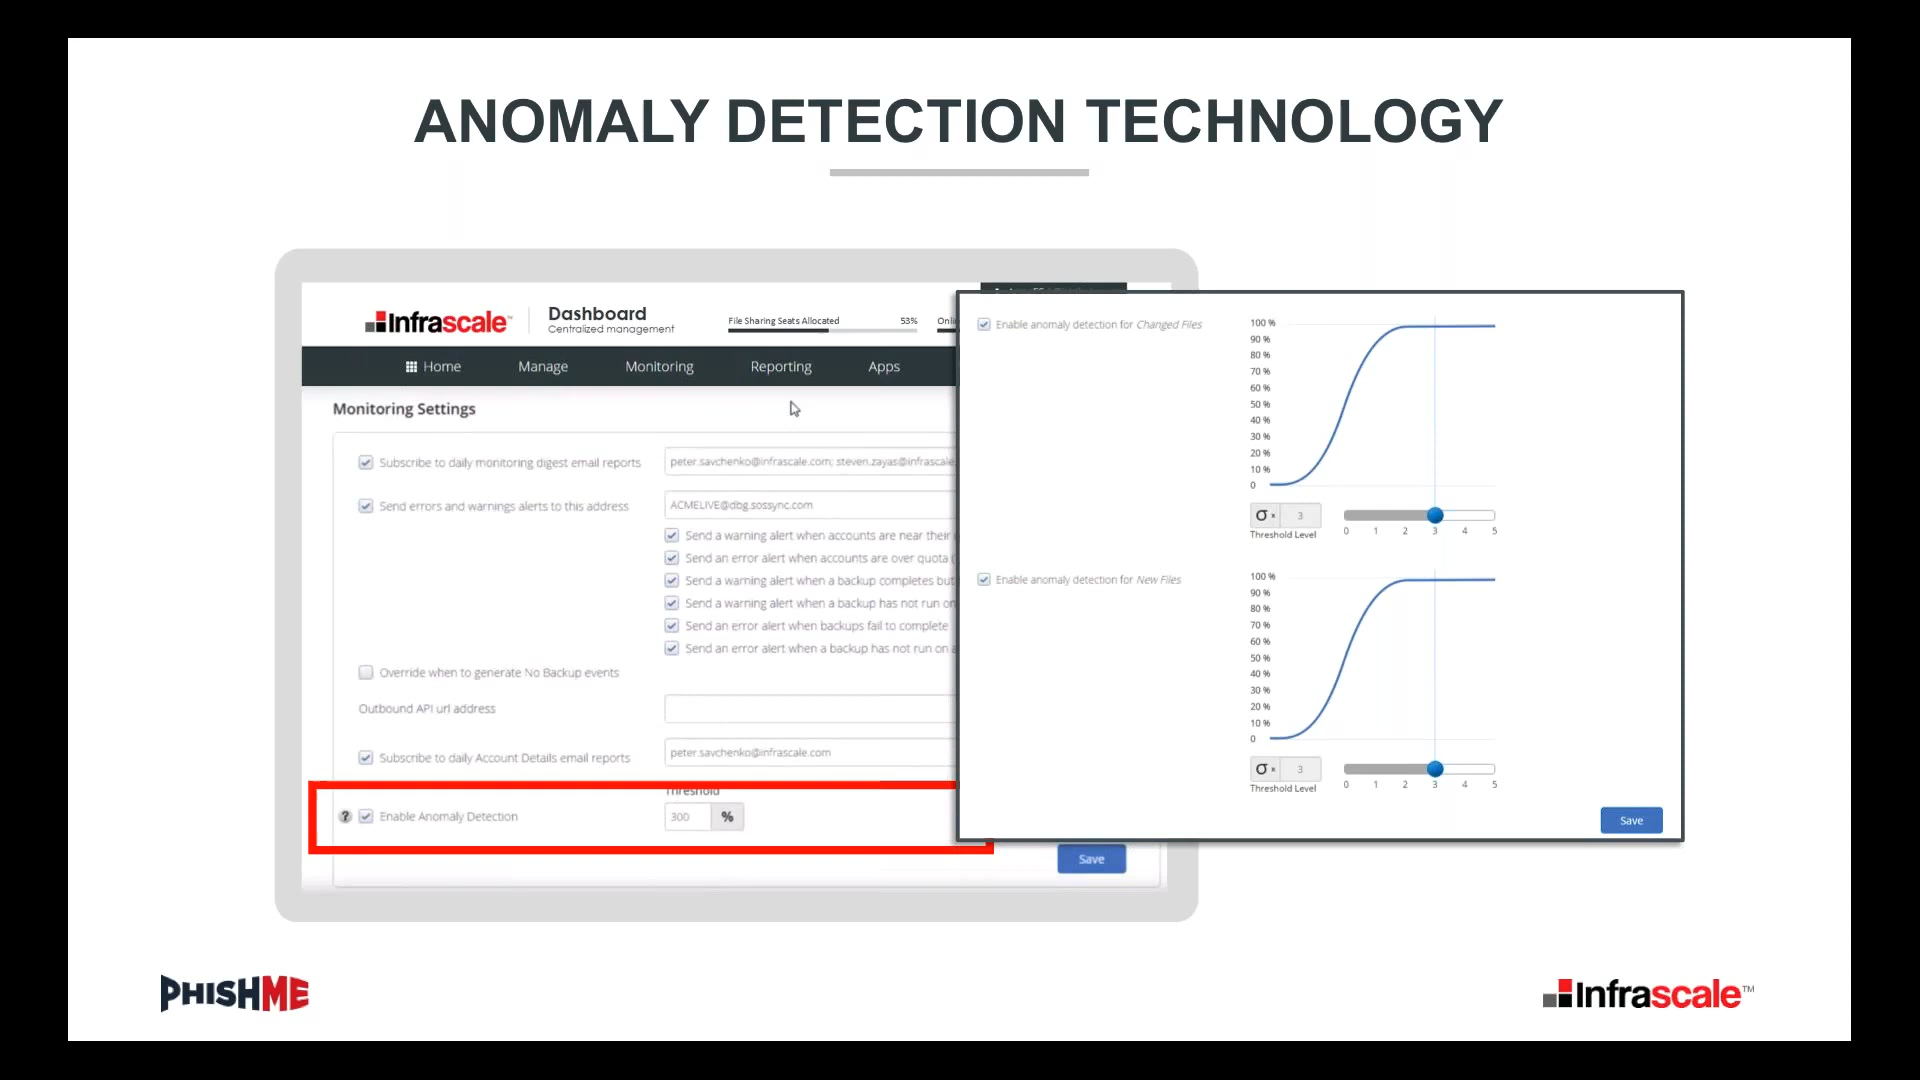 ANOMALY DETECTION TECHNOLOGY
Infrascale™
Dashboard
Centralized management
File Sharing Seats Allocated 53%
Home Manage Monitoring Reporting Apps
Monitoring Settings
Subscribe to daily monitoring digest email reports
peter.savchenko@infrascale.com; steven.zayas@infrascale.
Send errors and warnings alerts to this address
ACMELIVE@dbg.sossync.com
Send a warning alert when accounts are near their
Send an error alert when accounts are over quota (
Send a warning alert when a backup completes but
Send a warning alert when a backup has not run on
Send an error alert when backups fail to complete
Send an error alert when a backup has not run on a
Override when to generate No Backup events
Outbound API url address
Subscribe to daily Account Details email reports
peter.savchenko@infrascale.com
Threshold
? Enable Anomaly Detection
300 %
Save
Enable anomaly detection for Changed Files
100 %
90 %
80 %
70 %
60 %
50 %
40 %
30 %
20 %
10 %
0
σ × 3
Threshold Level
0 1 2 3 4 5
Enable anomaly detection for New Files
100 %
90 %
80 %
70 %
60 %
50 %
40 %
30 %
20 %
10 %
0
σ × 3
Threshold Level
0 1 2 3 4 5
Save
PHISHME
Infrascale™